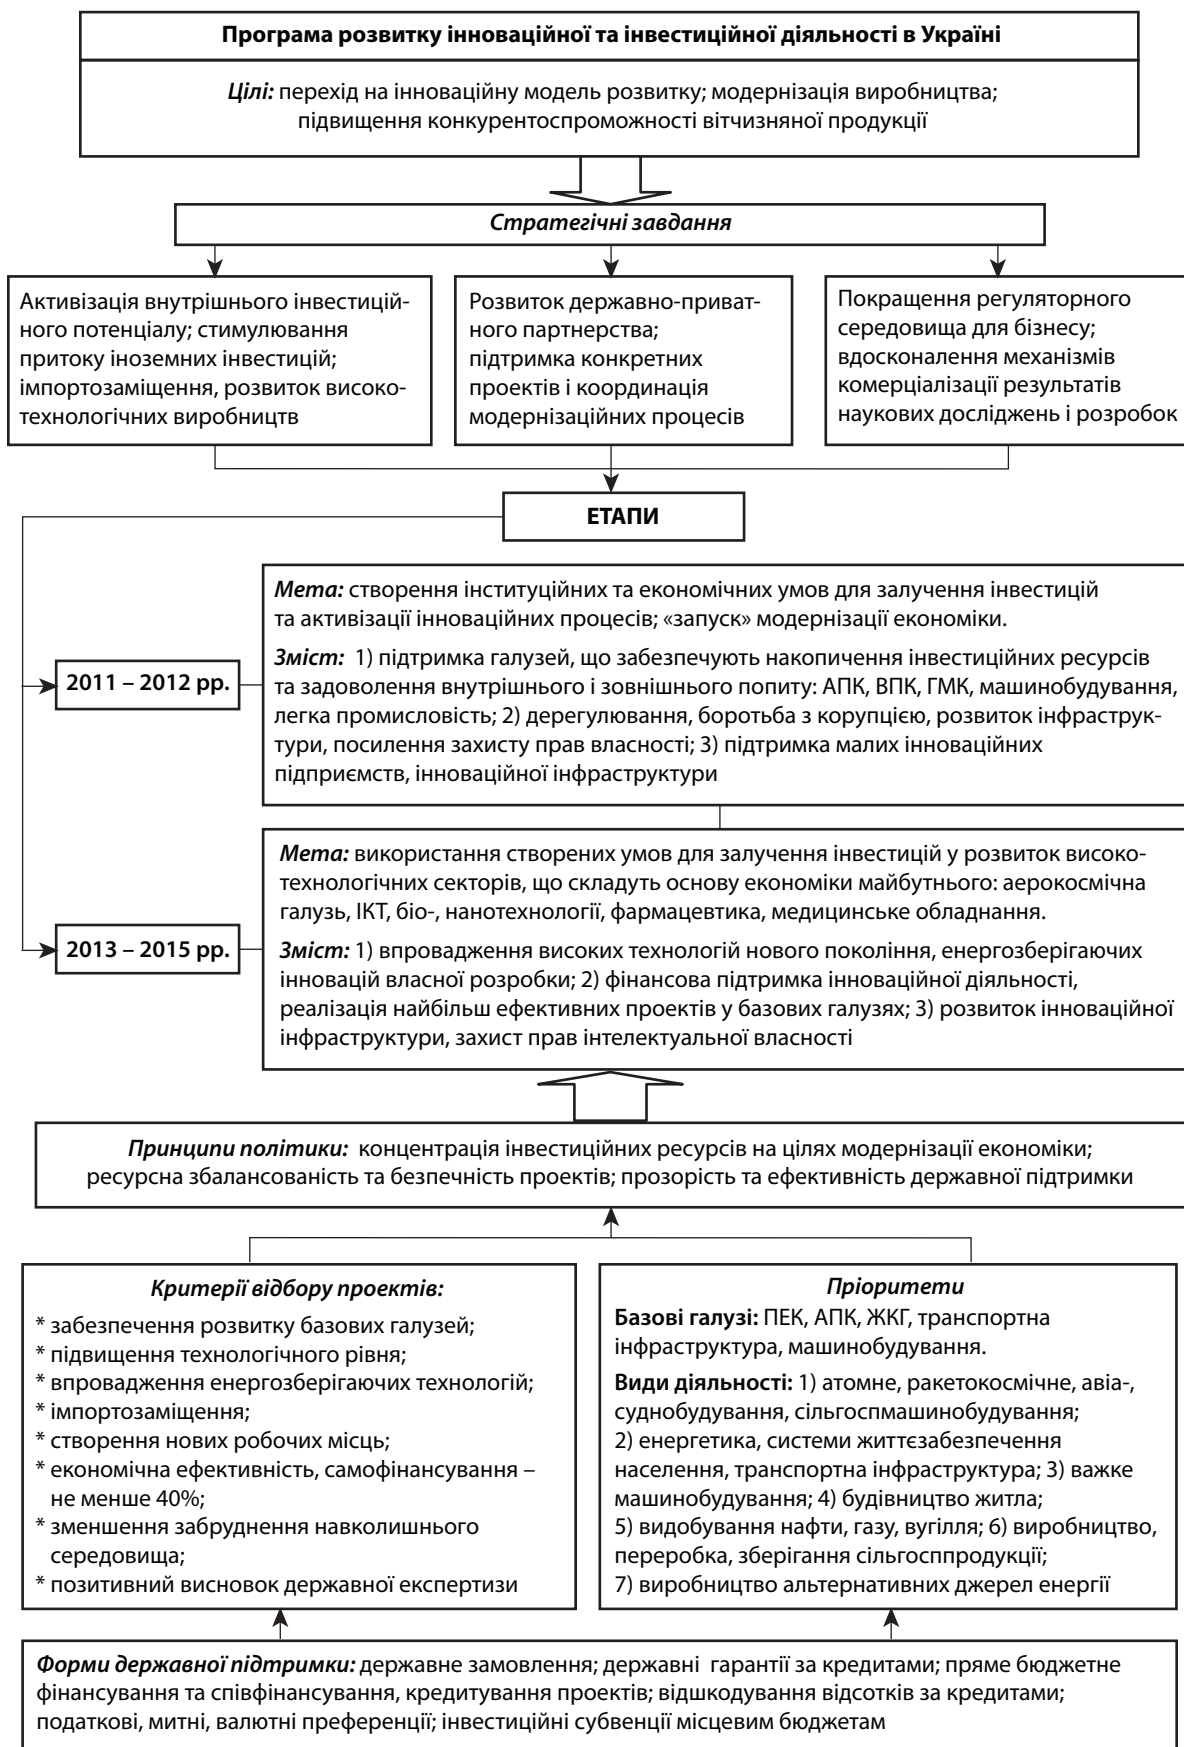 Програма розвитку інноваційної та інвестиційної діяльності в Україні
Цілі: перехід на інноваційну модель розвитку; модернізація виробництва;
підвищення конкурентоспроможності вітчизняної продукції
Стратегічні завдання
Активізація внутрішнього інвестицій-
ного потенціалу; стимулювання
притоку іноземних інвестицій;
імпортозаміщення, розвиток високо-
технологічних виробництв
Розвиток державно-приват-
ного партнерства;
підтримка конкретних
проектів і координація
модернізаційних процесів
Покращення регуляторного
середовища для бізнесу;
вдосконалення механізмів
комерціалізації результатів
наукових досліджень і розробок
ЕТАПИ
2011 – 2012 рр.
Мета: створення інституційних та економічних умов для залучення інвестицій
та активізації інноваційних процесів; «запуск» модернізації економіки.
Зміст: 1) підтримка галузей, що забезпечують накопичення інвестиційних ресурсів
та задоволення внутрішнього і зовнішнього попиту: АПК, ВПК, ГМК, машинобудування,
легка промисловість; 2) дерегулювання, боротьба з корупцією, розвиток інфраструк-
тури, посилення захисту прав власності; 3) підтримка малих інноваційних
підприємств, інноваційної інфраструктури
2013 – 2015 рр.
Мета: використання створених умов для залучення інвестицій у розвиток високо-
технологічних секторів, що складуть основу економіки майбутнього: аерокосмічна
галузь, ІКТ, біо-, нанотехнології, фармацевтика, медицинське обладнання.
Зміст: 1) впровадження високих технологій нового покоління, енергозберігаючих
інновацій власної розробки; 2) фінансова підтримка інноваційної діяльності,
реалізація найбільш ефективних проектів у базових галузях; 3) розвиток інноваційної
інфраструктури, захист прав інтелектуальної власності
Принципи політики: концентрація інвестиційних ресурсів на цілях модернізації економіки;
ресурсна збалансованість та безпечність проектів; прозорість та ефективність державної підтримки
Критерії відбору проектів:
* забезпечення розвитку базових галузей;
* підвищення технологічного рівня;
* впровадження енергозберігаючих технологій;
* імпортозаміщення;
* створення нових робочих місць;
* економічна ефективність, самофінансування –
не менше 40%;
* зменшення забруднення навколишнього
середовища;
* позитивний висновок державної експертизи
Пріоритети
Базові галузі: ПЕК, АПК, ЖКГ, транспортна
інфраструктура, машинобудування.
Види діяльності: 1) атомне, ракетокосмічне, авіа-,
суднобудування, сільгоспмашинобудування;
2) енергетика, системи життєзабезпечення
населення, транспортна інфраструктура; 3) важке
машинобудування; 4) будівництво житла;
5) видобування нафти, газу, вугілля; 6) виробництво,
переробка, зберігання сільгосппродукції;
7) виробництво альтернативних джерел енергії
Форми державної підтримки: державне замовлення; державні гарантії за кредитами; пряме бюджетне
фінансування та співфінансування, кредитування проектів; відшкодування відсотків за кредитами;
податкові, митні, валютні преференції; інвестиційні субвенції місцевим бюджетам